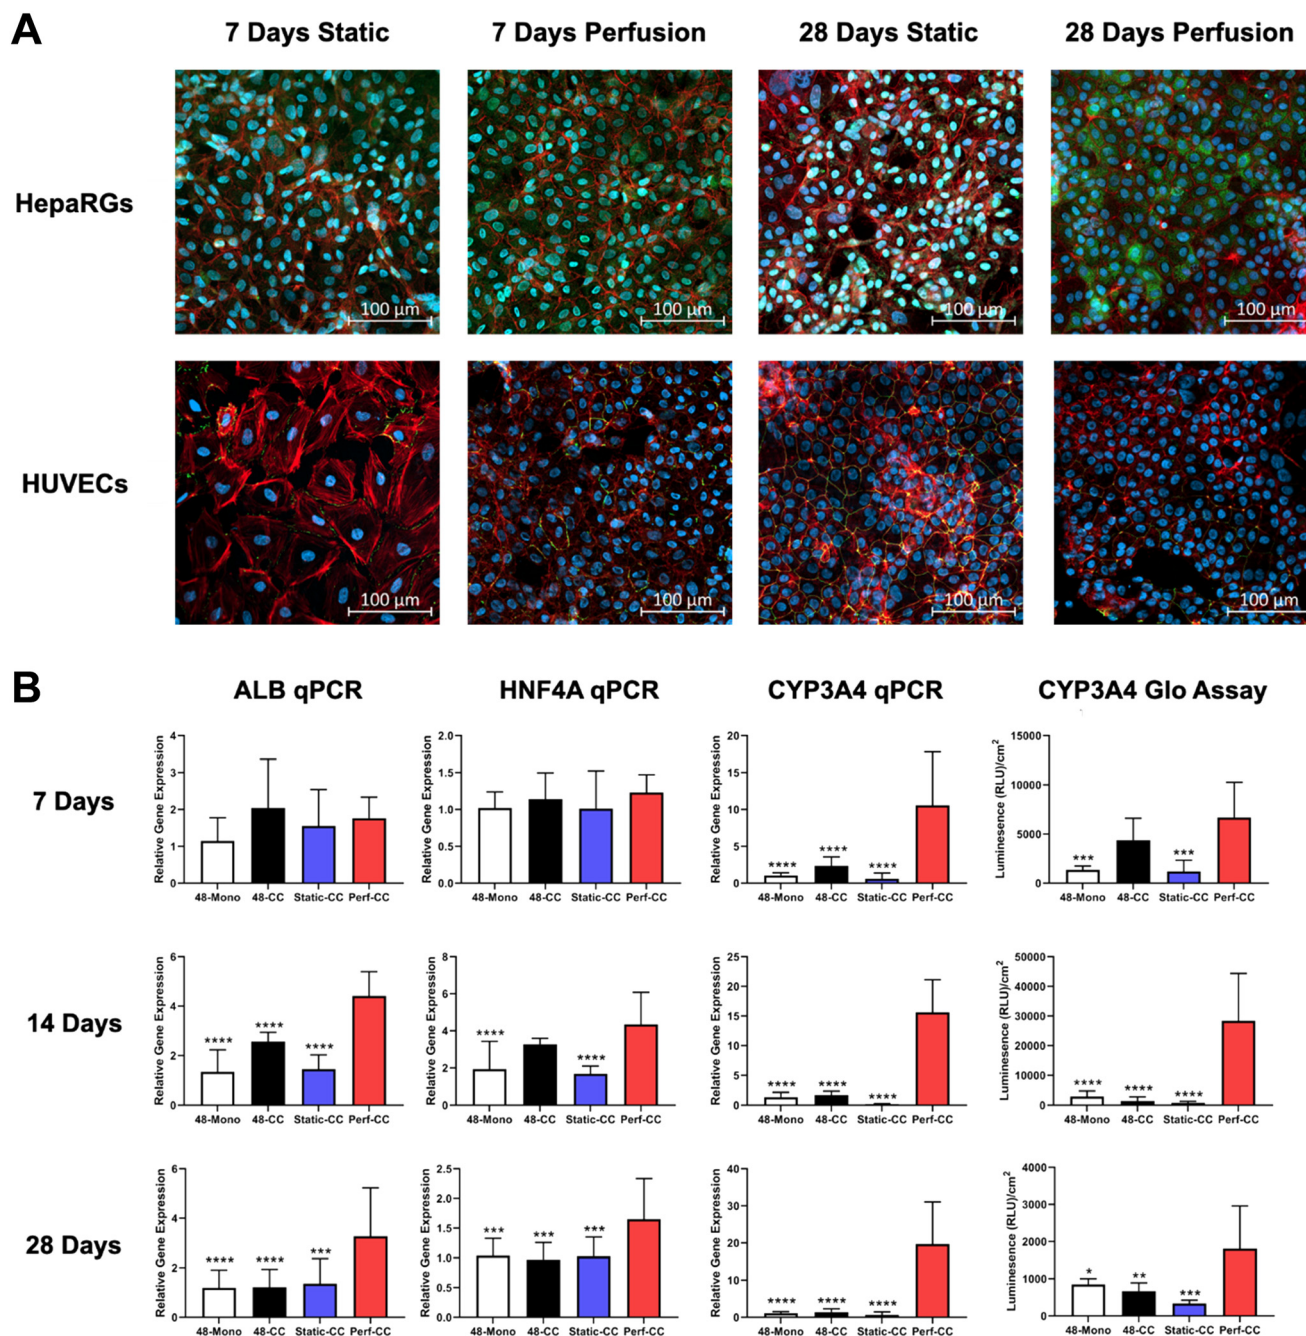 A
7 Days Static
7 Days Perfusion
28 Days Static
28 Days Perfusion
HepaRGs
100 µm
100 µm
100 µm
100 µm
HUVECs
100 µm
100 µm
100 µm
100 µm
B
ALB qPCR
HNF4A qPCR
CYP3A4 qPCR
CYP3A4 Glo Assay
7 Days
Relative Gene Expression
4
3
2
1
0
48-Mono 48-CC Static-CC Perf-CC
Relative Gene Expression
2.0
1.5
1.0
0.5
0.0
48-Mono 48-CC Static-CC Perf-CC
Relative Gene Expression
20
15
10
5
0
**** **** ****
48-Mono 48-CC Static-CC Perf-CC
Luminesence (RLU)/cm2
15000
10000
5000
0
*** ***
48-Mono 48-CC Static-CC Perf-CC
14 Days
Relative Gene Expression
6
4
2
0
**** **** ****
48-Mono 48-CC Static-CC Perf-CC
Relative Gene Expression
8
6
4
2
0
**** ****
48-Mono 48-CC Static-CC Perf-CC
Relative Gene Expression
25
20
15
10
5
0
**** **** ****
48-Mono 48-CC Static-CC Perf-CC
Luminesence (RLU)/cm2
50000
40000
30000
20000
10000
0
**** **** ****
48-Mono 48-CC Static-CC Perf-CC
28 Days
Relative Gene Expression
6
4
2
0
**** **** ***
48-Mono 48-CC Static-CC Perf-CC
Relative Gene Expression
2.5
2.0
1.5
1.0
0.5
0.0
*** *** ***
48-Mono 48-CC Static-CC Perf-CC
Relative Gene Expression
40
30
20
10
0
**** **** ****
48-Mono 48-CC Static-CC Perf-CC
Luminesence (RLU)/cm2
4000
3000
2000
1000
0
* ** ***
48-Mono 48-CC Static-CC Perf-CC